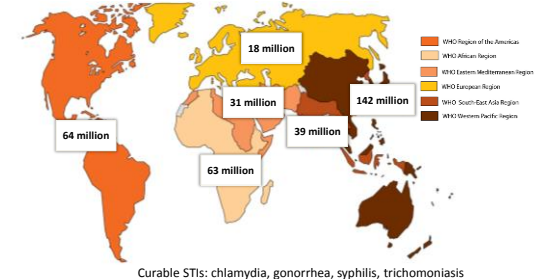 18 million
WHO Region of the Americas
WHO African Region
WHO Eastern Mediterranean Region
WHO European Region
WHO South-East Asia Region
WHO Western Pacific Region
31 million
142 million
39 million
64 million
63 million
Curable STIs: chlamydia, gonorrhea, syphilis, trichomoniasis